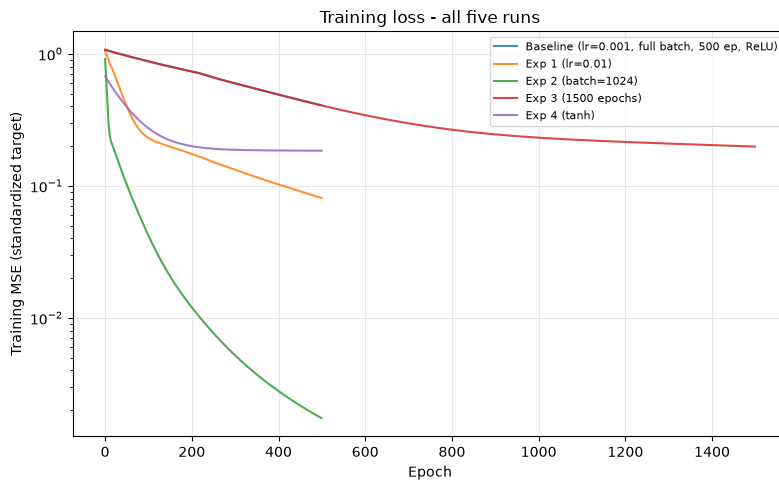 Training loss - all five runs
Baseline (lr=0.001, full batch, 500 ep, ReLU)
Exp 1 (lr=0.01)
Exp 2 (batch=1024)
Exp 3 (1500 epochs)
Exp 4 (tanh)
Training MSE (standardized target)
10⁰
10⁻¹
10⁻²
0 200 400 600 800 1000 1200 1400
Epoch